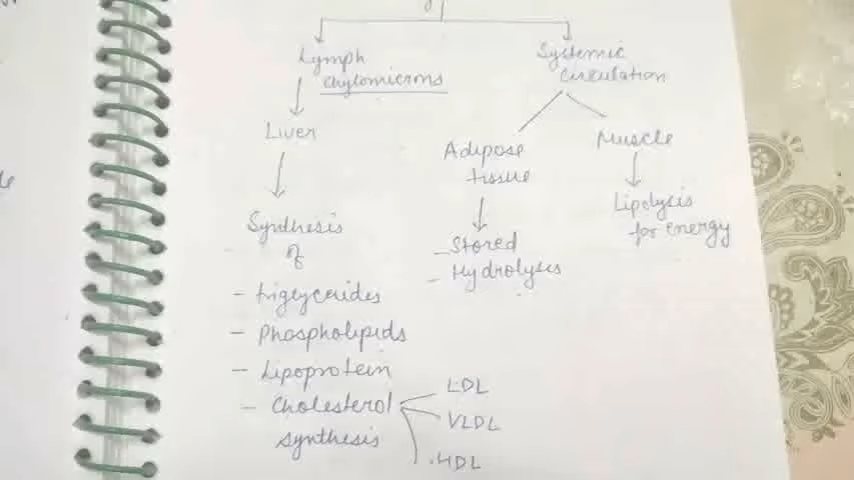 Lymph
chylomicrons
Systemic
circulation
Liver
Adipose
tissue
Muscle
Lipolysis
for energy
Synthesis
of
- triglycerides
- Phospholipids
- Lipoprotein
- Cholesterol
synthesis
- Stored
- Hydrolysis
LDL
VLDL
HDL